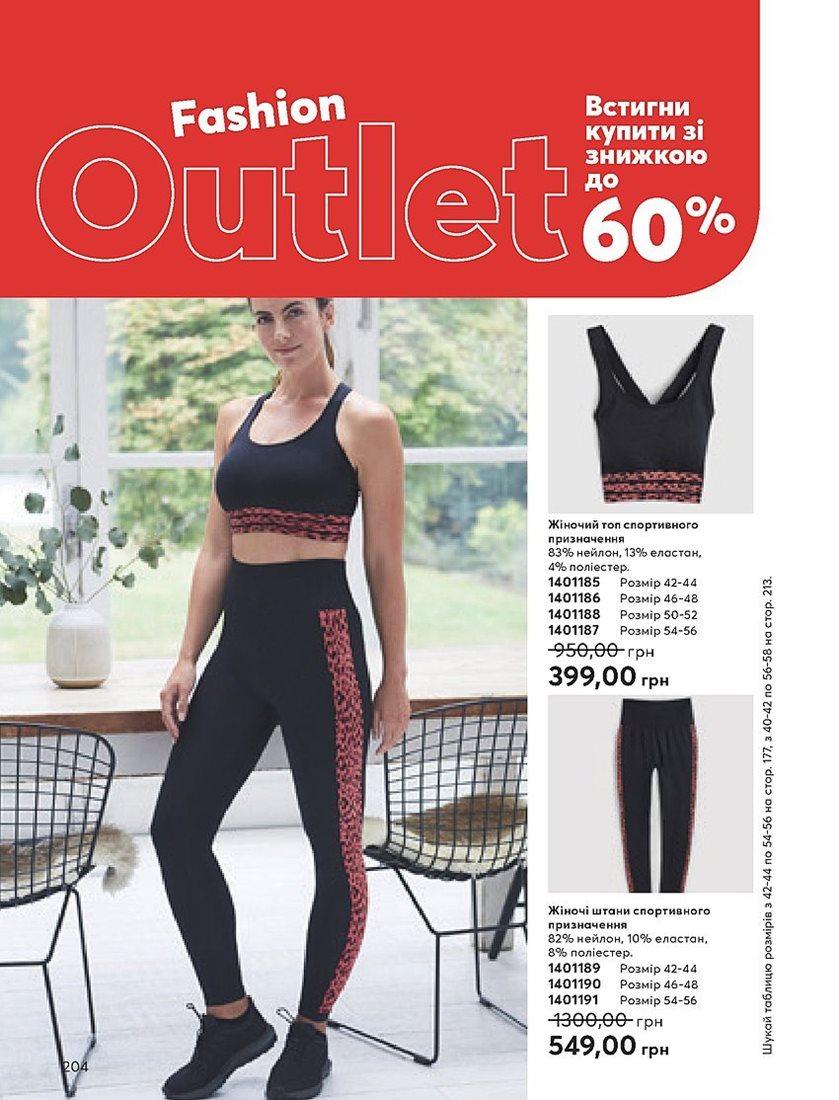 Fashion
Outlet
Встигни
купити зі
знижкою
до
60%
Жіночий топ спортивного
призначення
83% нейлон, 13% еластан,
4% поліестер.
1401185 Розмір 42-44
1401186 Розмір 46-48
1401188 Розмір 50-52
1401187 Розмір 54-56
950,00 грн
399,00 грн
Жіночі штани спортивного
призначення
82% нейлон, 10% еластан,
8% поліестер.
1401189 Розмір 42-44
1401190 Розмір 46-48
1401191 Розмір 54-56
1300,00 грн
549,00 грн
Шукай таблицю розмірів з 42-44 по 54-56 на стор. 177, з 40-42 по 56-58 на стор. 213.
204